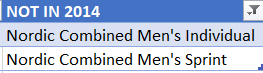 NOT IN 2014
Nordic Combined Men's Individual
Nordic Combined Men's Sprint